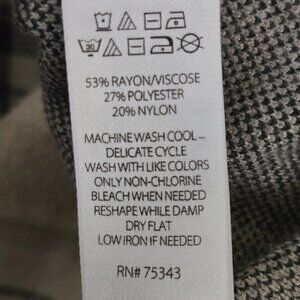 30
53% RAYON/VISCOSE
27% POLYESTER
20% NYLON
MACHINE WASH COOL—
DELICATE CYCLE
WASH WITH LIKE COLORS
ONLY NON-CHLORINE
BLEACH WHEN NEEDED
RESHAPE WHILE DAMP
DRY FLAT
LOW IRON IF NEEDED
RN# 75343